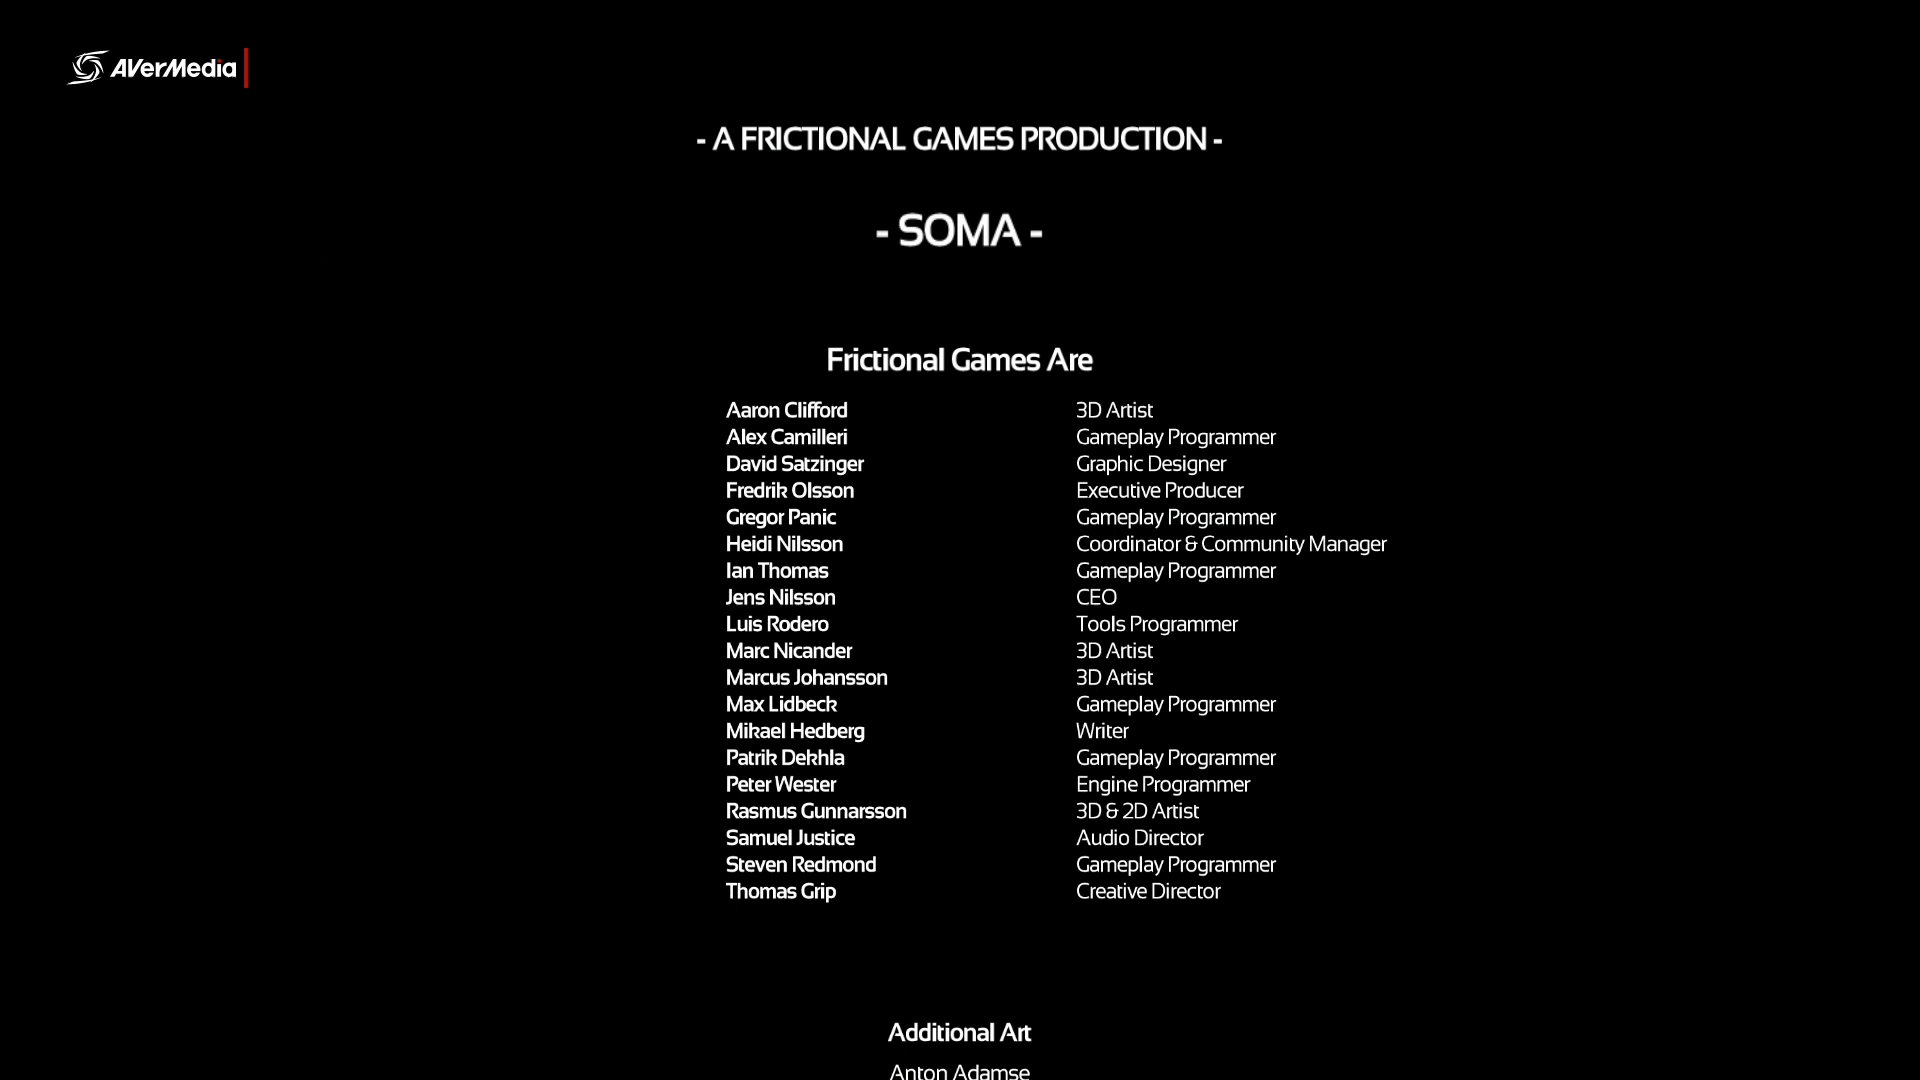 AVerMedia
- A FRICTIONAL GAMES PRODUCTION -
- SOMA -
Frictional Games Are
Aaron Clifford 3D Artist
Alex Camilleri Gameplay Programmer
David Satzinger Graphic Designer
Fredrik Olsson Executive Producer
Gregor Panic Gameplay Programmer
Heidi Nilsson Coordinator & Community Manager
Ian Thomas Gameplay Programmer
Jens Nilsson CEO
Luis Rodero Tools Programmer
Marc Nicander 3D Artist
Marcus Johansson 3D Artist
Max Lidbeck Gameplay Programmer
Mikael Hedberg Writer
Patrik Dekhla Gameplay Programmer
Peter Wester Engine Programmer
Rasmus Gunnarsson 3D & 2D Artist
Samuel Justice Audio Director
Steven Redmond Gameplay Programmer
Thomas Grip Creative Director
Additional Art
Anton Adamse